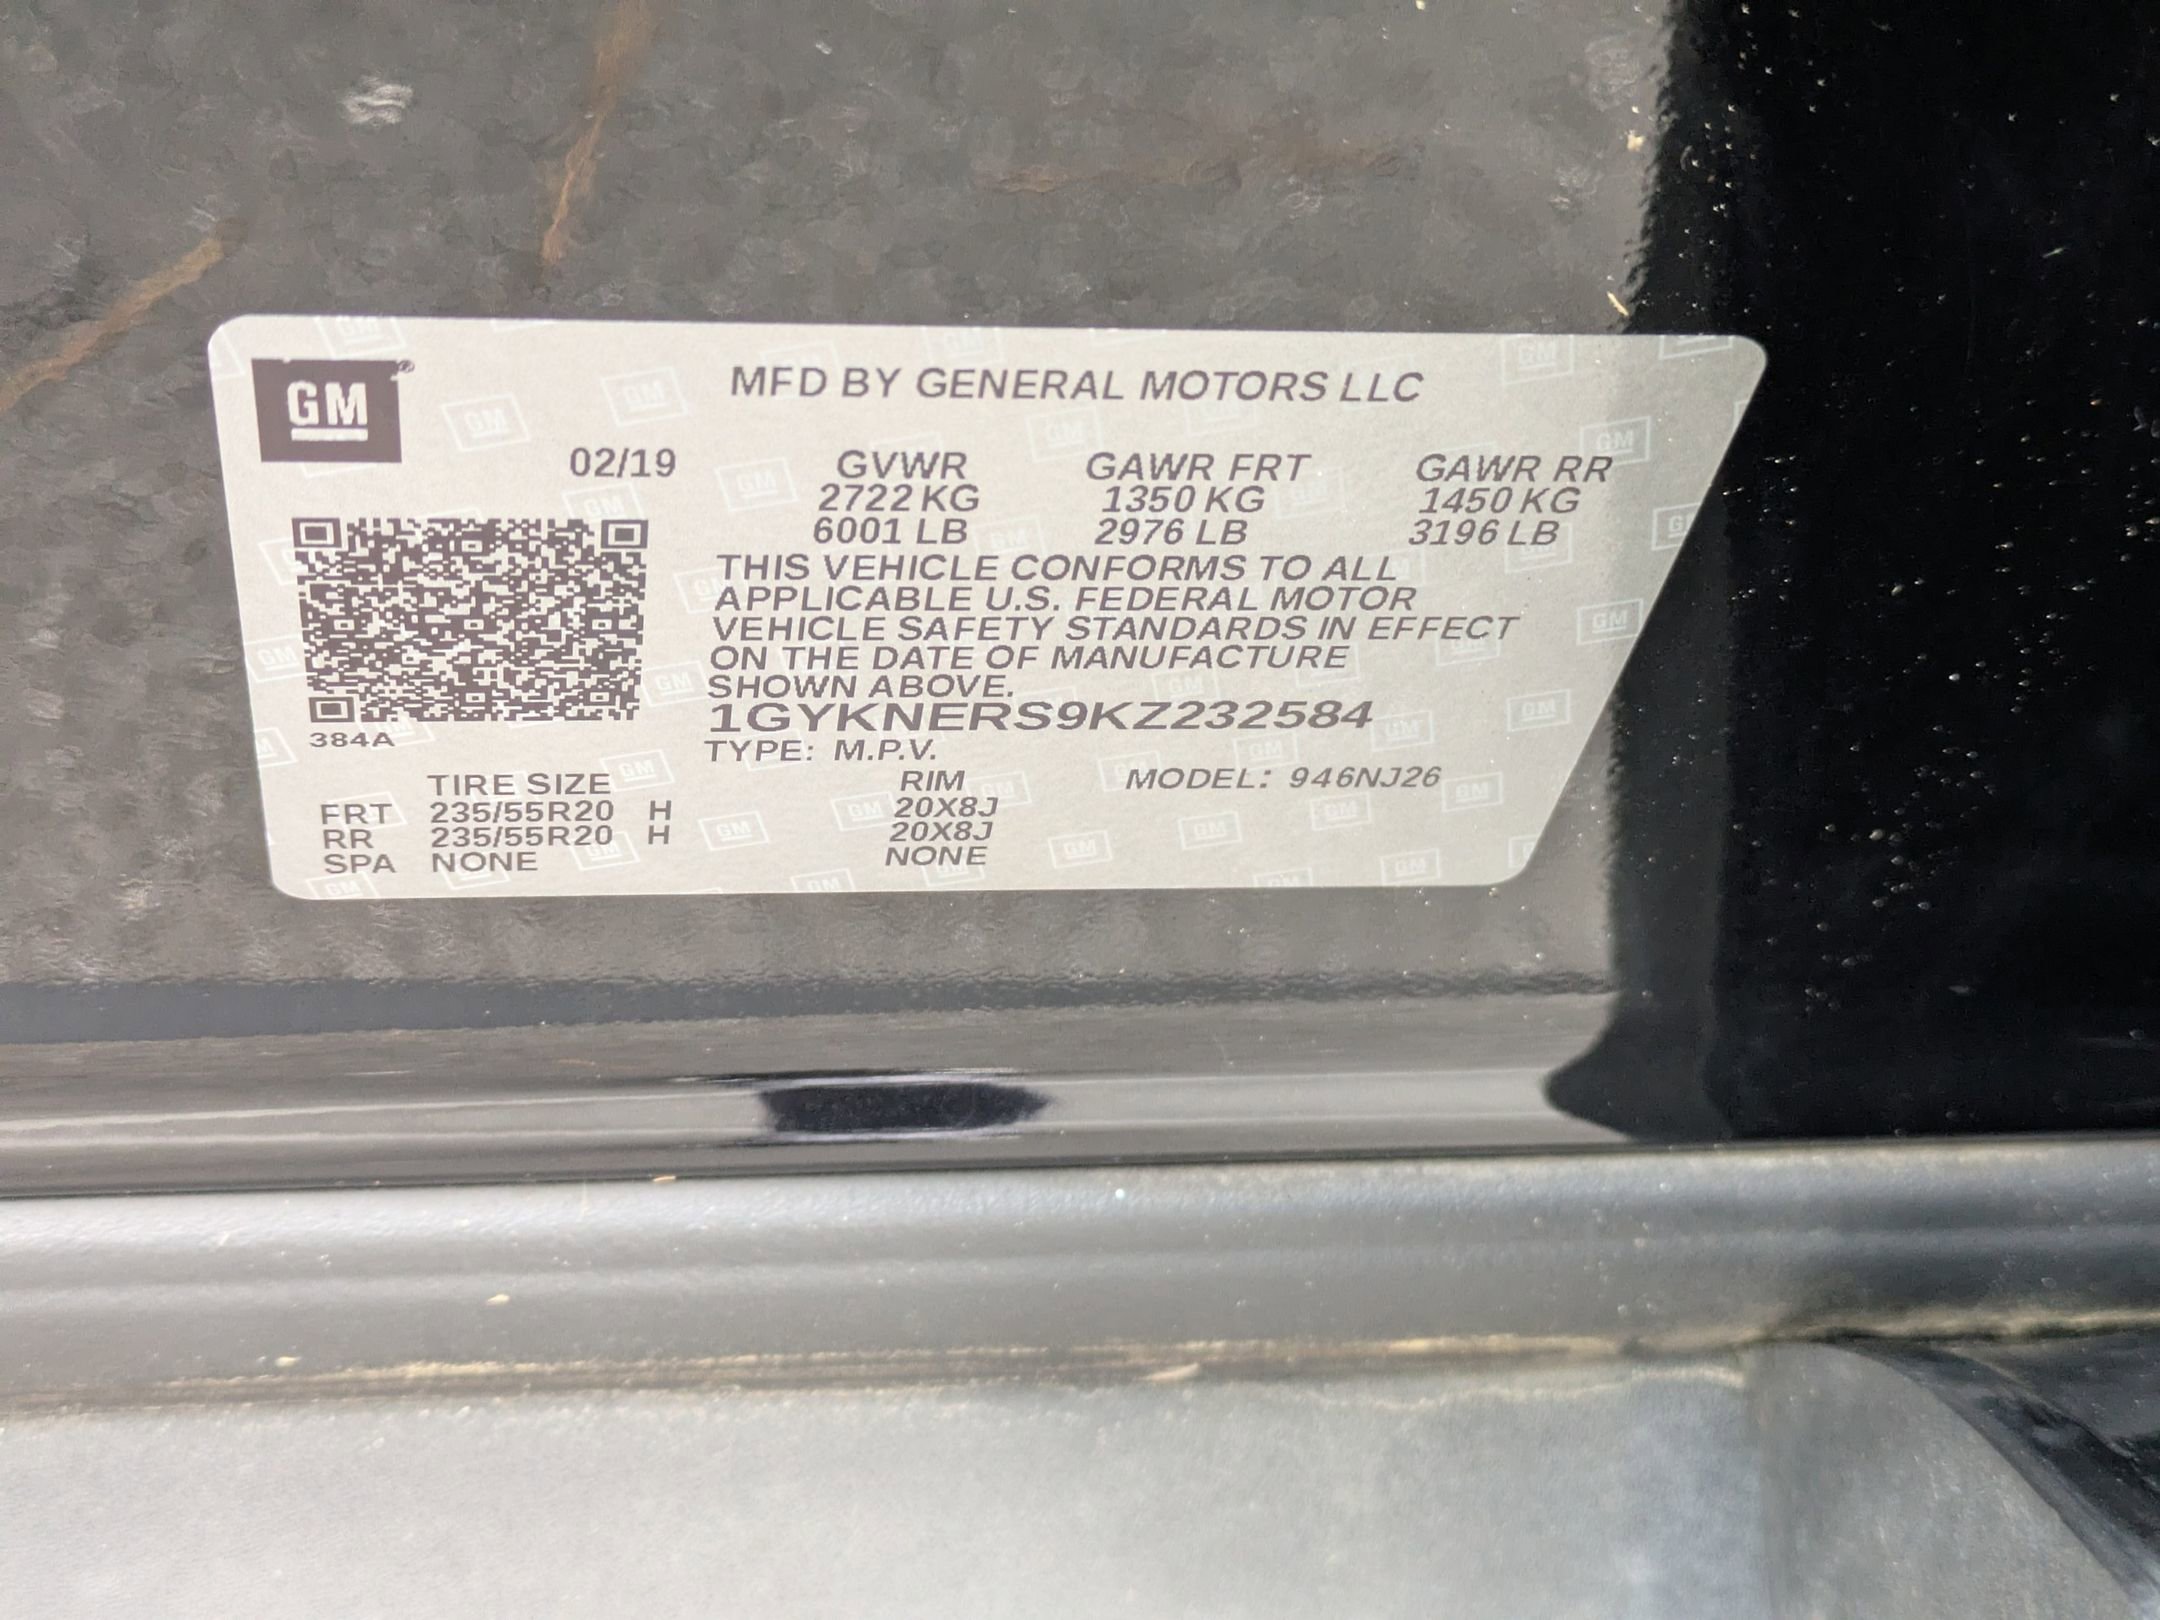 GM
MFD BY GENERAL MOTORS LLC
02/19 GVWR GAWR FRT GAWR RR
2722 KG 1350 KG 1450 KG
6001 LB 2976 LB 3196 LB
THIS VEHICLE CONFORMS TO ALL
APPLICABLE U.S. FEDERAL MOTOR
VEHICLE SAFETY STANDARDS IN EFFECT
ON THE DATE OF MANUFACTURE
SHOWN ABOVE.
1GYKNERS9KZ232584
384A
TYPE: M.P.V.
TIRE SIZE RIM MODEL: 946NJ26
FRT 235/55R20 H 20X8J
RR 235/55R20 H 20X8J
SPA NONE NONE